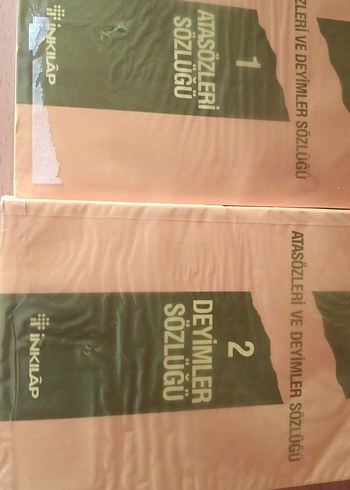 ZLERİ VE DEYİMLER SÖZLÜĞÜ
1
ATASÖZLERİ
SÖZLÜĞÜ
İNKILÂP
ATASÖZLERİ VE DEYİMLER SÖZLÜĞÜ
2
DEYİMLER
SÖZLÜĞÜ
İNKILÂP